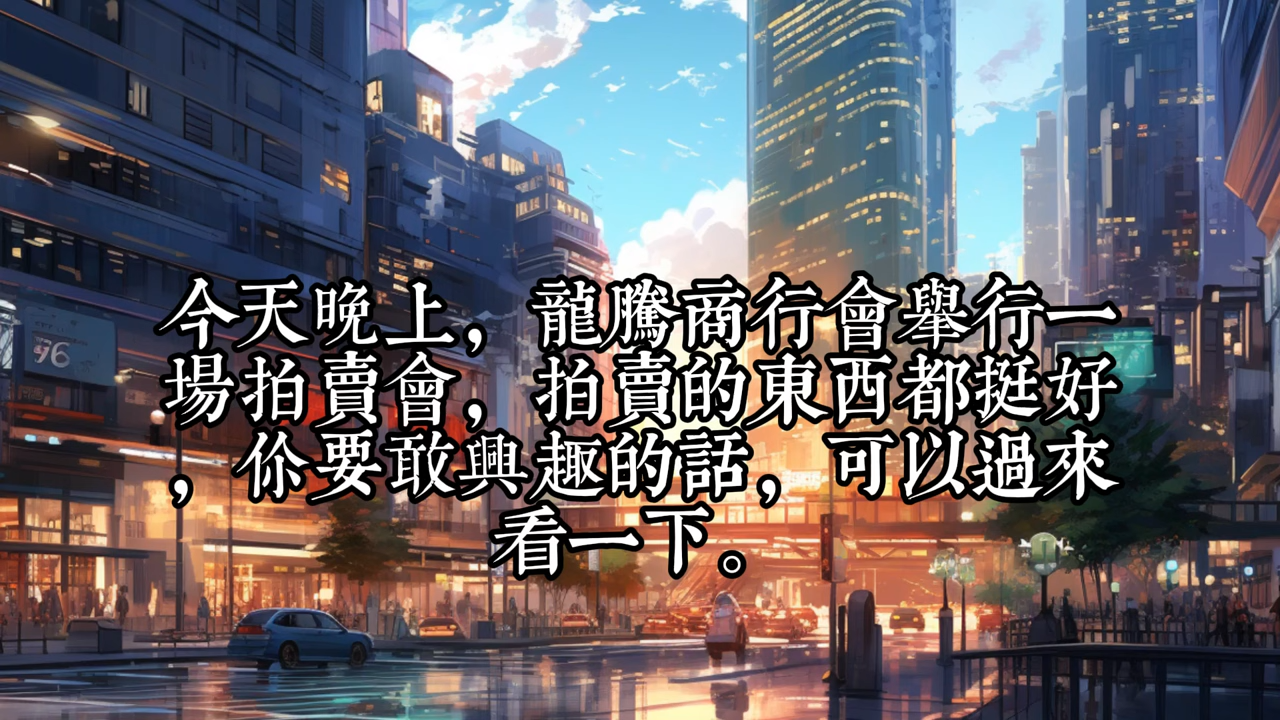 今天晚上，龍騰商行會舉行一
場拍賣會，拍賣的東西都挺好
，你要敢興趣的話，可以過來
看一下。
76